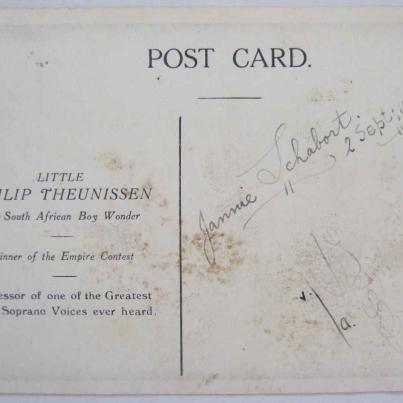 POST CARD.
LITTLE
ILIP THEUNISSEN
South African Boy Wonder
inner of the Empire Contest
essor of one of the Greatest
Soprano Voices ever heard.
Jannie Schabort.
2 Sept.